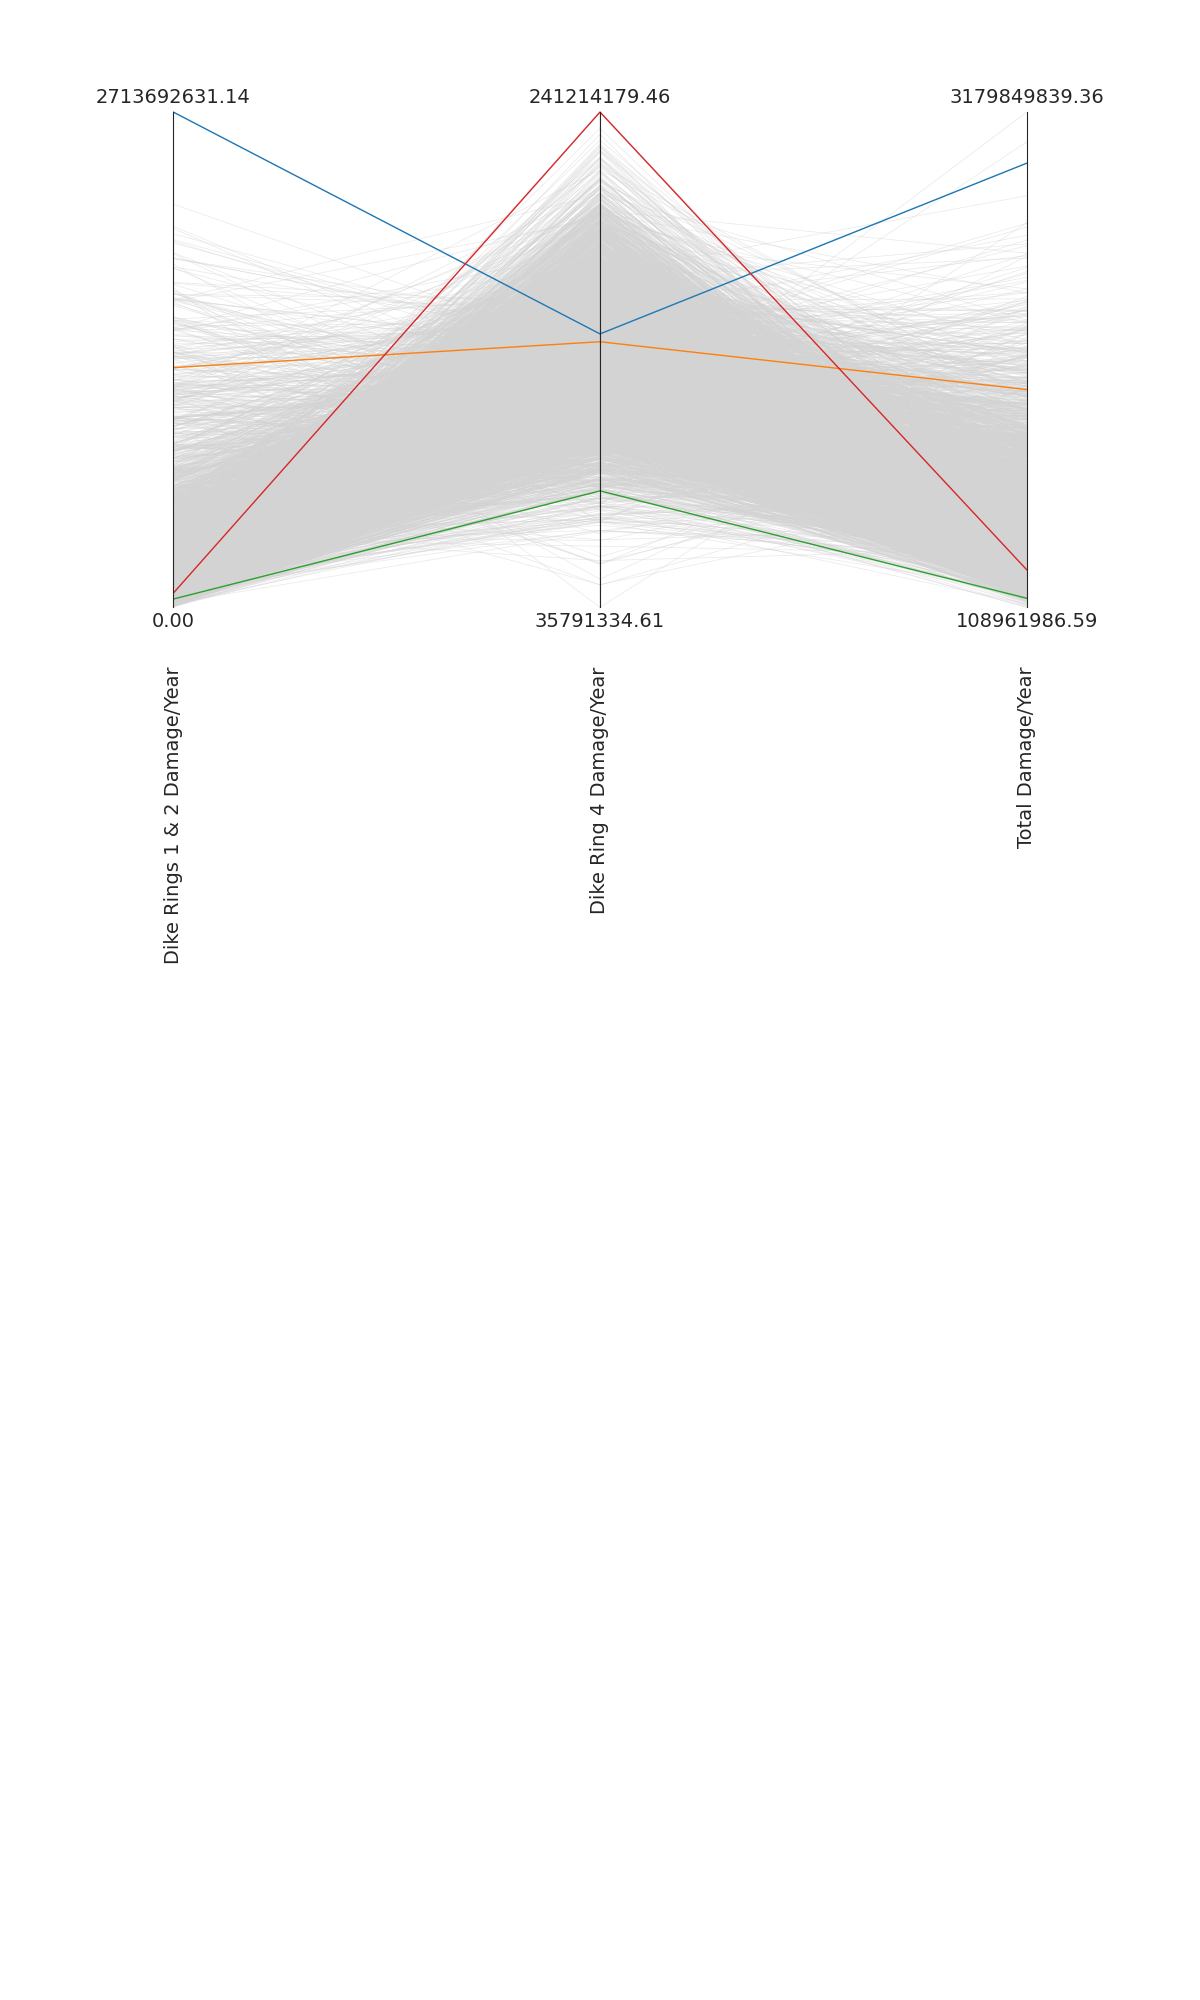 2713692631.14
241214179.46
3179849839.36
0.00
35791334.61
108961986.59
Dike Rings 1 & 2 Damage/Year
Dike Ring 4 Damage/Year
Total Damage/Year